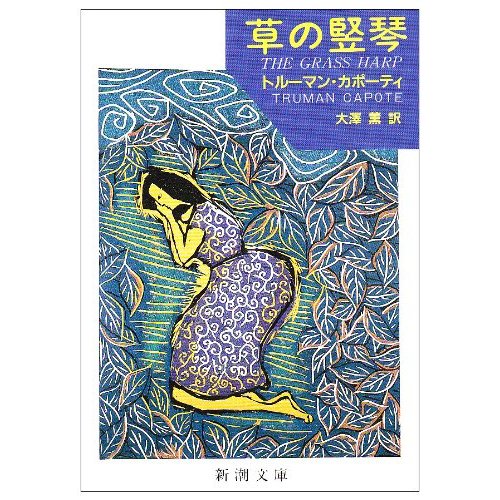 草の竪琴
THE GRASS HARP
トルーマン・カポーティ
TRUMAN CAPOTE
大澤 薫 訳
新潮文庫